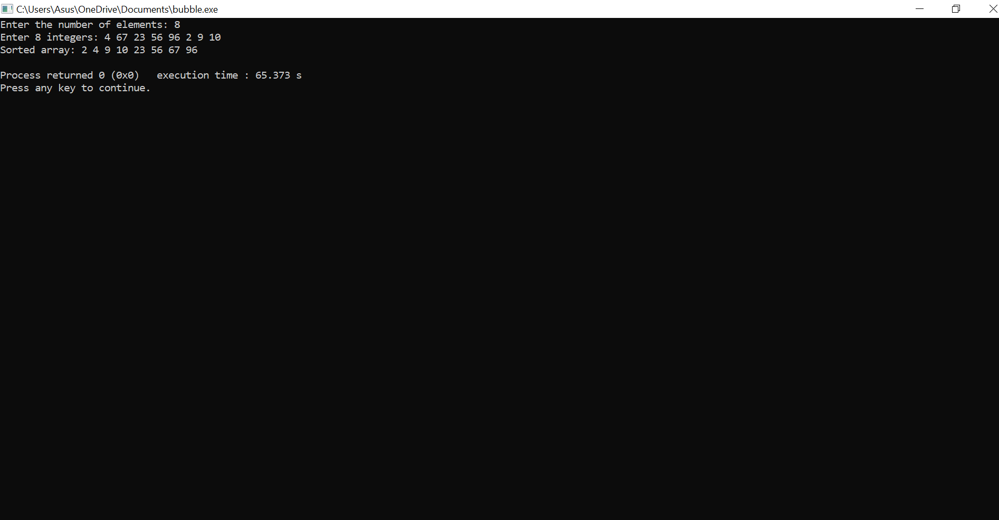 C:\Users\Asus\OneDrive\Documents\bubble.exe
Enter the number of elements: 8
Enter 8 integers: 4 67 23 56 96 2 9 10
Sorted array: 2 4 9 10 23 56 67 96
Process returned 0 (0x0)   execution time : 65.373 s
Press any key to continue.